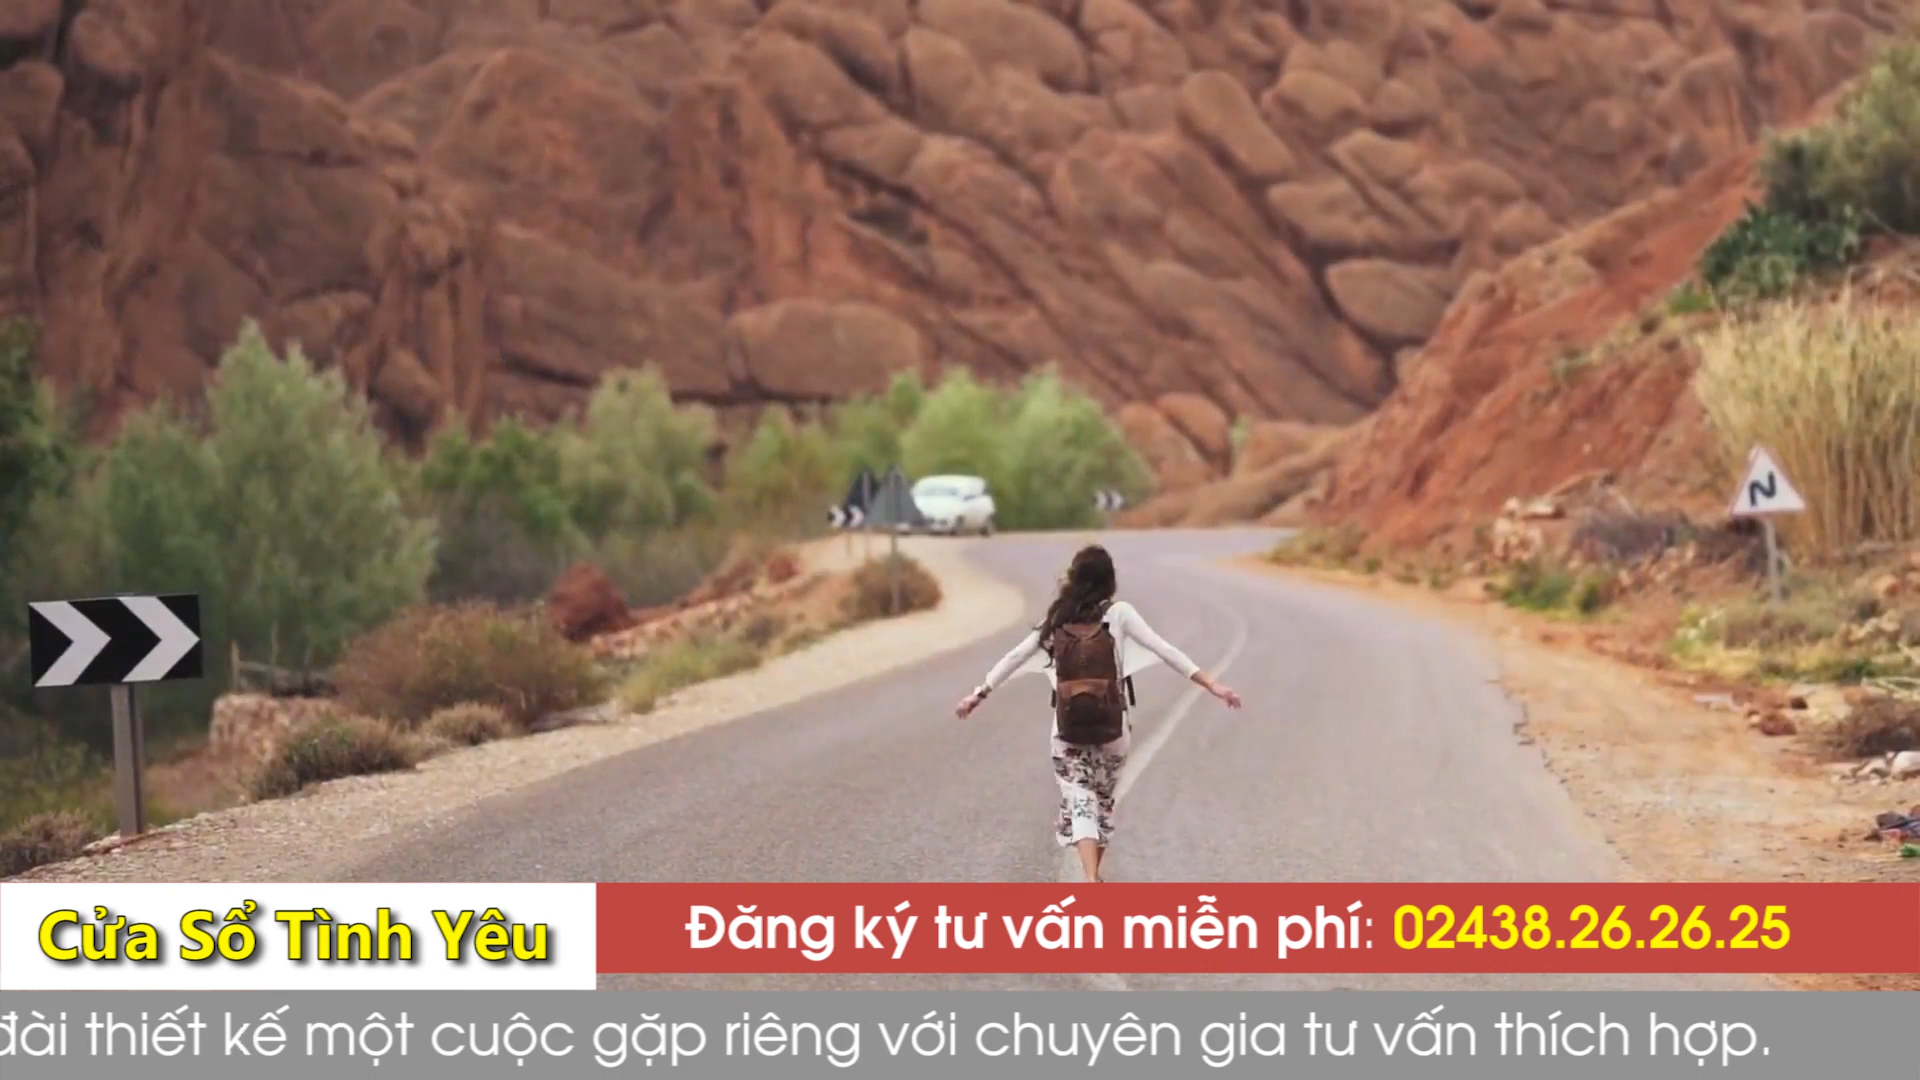 Cửa Sổ Tình Yêu
Đăng ký tư vấn miễn phí: 02438.26.26.25
đài thiết kế một cuộc gặp riêng với chuyên gia tư vấn thích hợp.